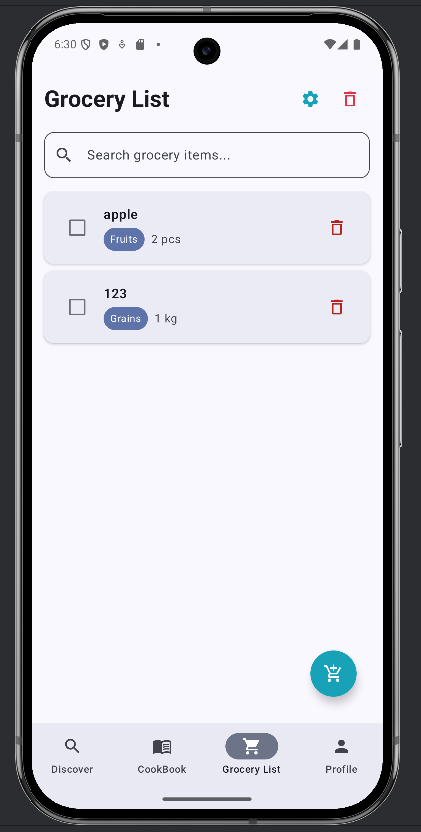 6:30
Grocery List
Search grocery items...
apple
Fruits 2 pcs
123
Grains 1 kg
Discover CookBook Grocery List Profile